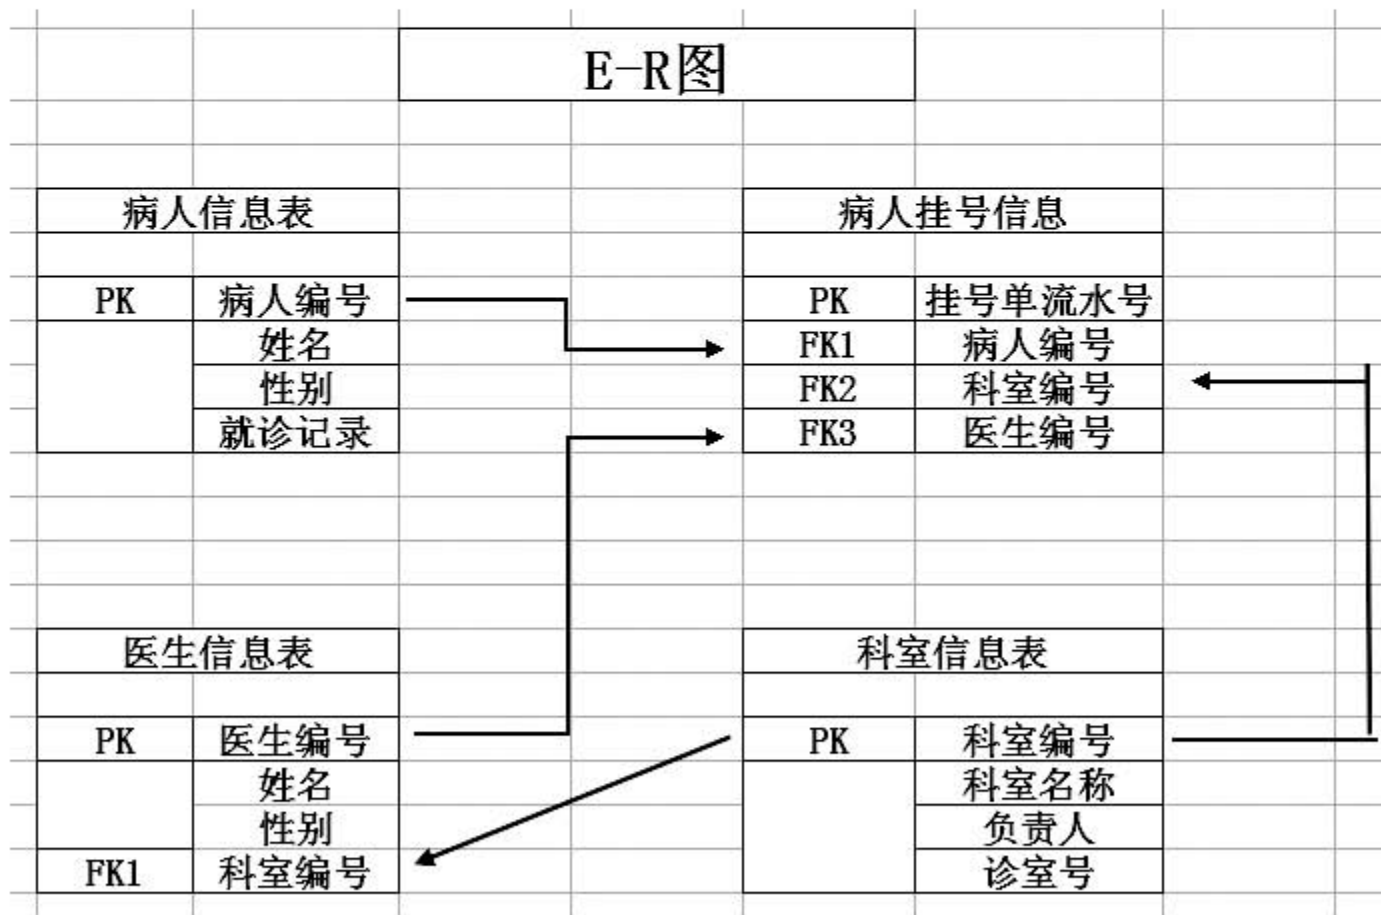 E-R图
病人信息表
PK 病人编号
姓名
性别
就诊记录
病人挂号信息
PK 挂号单流水号
FK1 病人编号
FK2 科室编号
FK3 医生编号
医生信息表
PK 医生编号
姓名
性别
FK1 科室编号
科室信息表
PK 科室编号
科室名称
负责人
诊室号